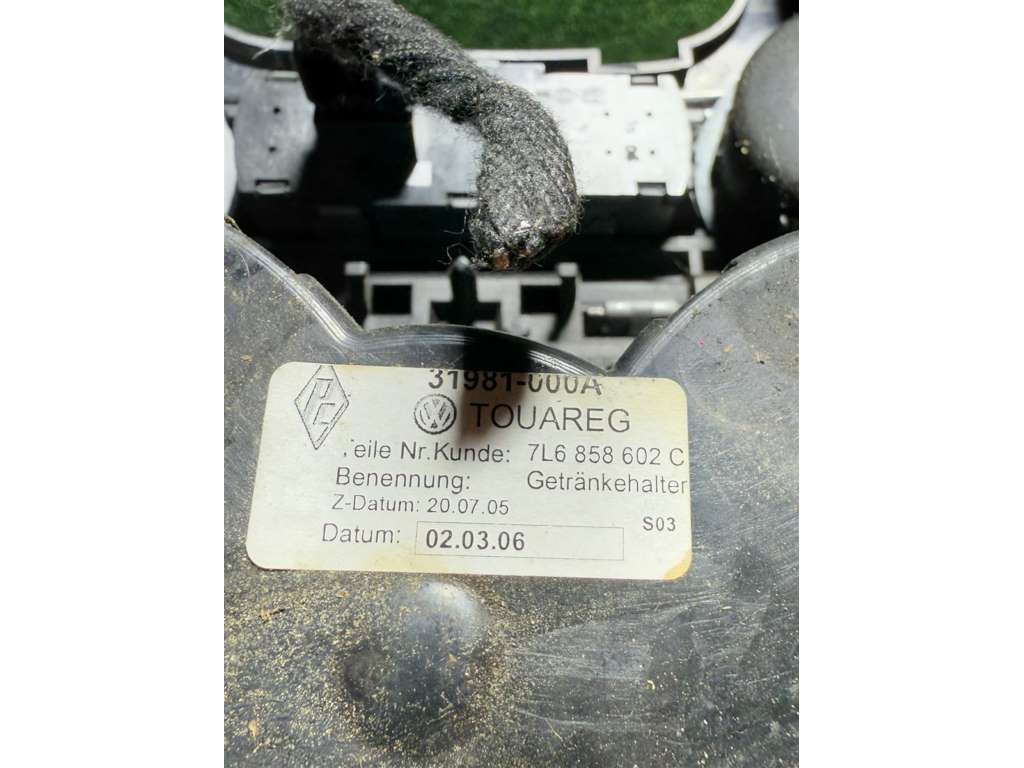 31981-000A
TOUAREG
eile Nr.Kunde: 7L6 858 602 C
Benennung: Getränkehalter
Z-Datum: 20.07.05
S03
Datum: 02.03.06